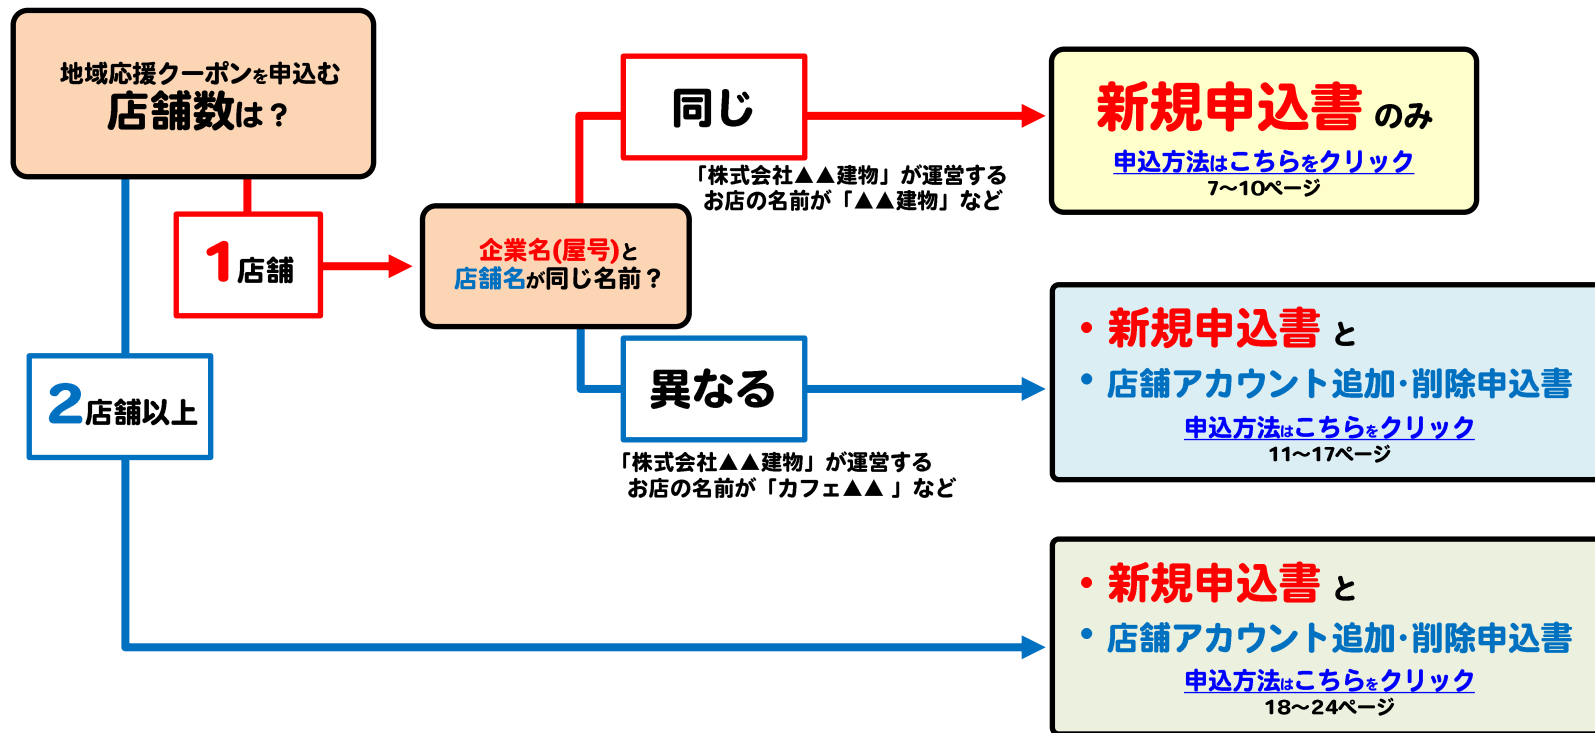 地域応援クーポンを申込む
店舗数は？
1店舗
2店舗以上
企業名(屋号)と
店舗名が同じ名前？
同じ
「株式会社▲▲建物」が運営する
お店の名前が「▲▲建物」など
異なる
「株式会社▲▲建物」が運営する
お店の名前が「カフェ▲▲ 」など
新規申込書 のみ
申込方法はこちらをクリック
7～10ページ
• 新規申込書 と
• 店舗アカウント追加･削除申込書
申込方法はこちらをクリック
11～17ページ
• 新規申込書 と
• 店舗アカウント追加･削除申込書
申込方法はこちらをクリック
18～24ページ